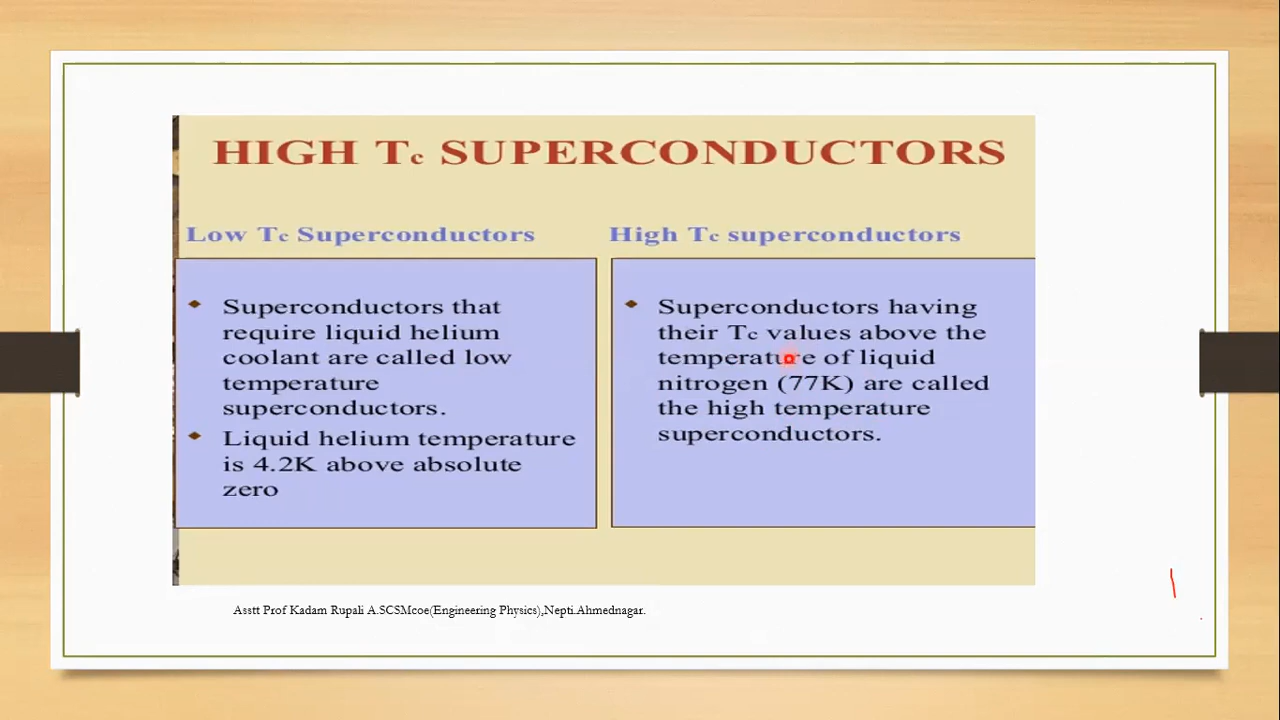 HIGH Tc SUPERCONDUCTORS
Low Tc Superconductors
Superconductors that
require liquid helium
coolant are called low
temperature
superconductors.
Liquid helium temperature
is 4.2K above absolute
zero
High Tc superconductors
Superconductors having
their Tc values above the
temperature of liquid
nitrogen (77K) are called
the high temperature
superconductors.
Asstt Prof Kadam Rupali A.SCSMcoe(Engineering Physics),Nepti.Ahmednagar.